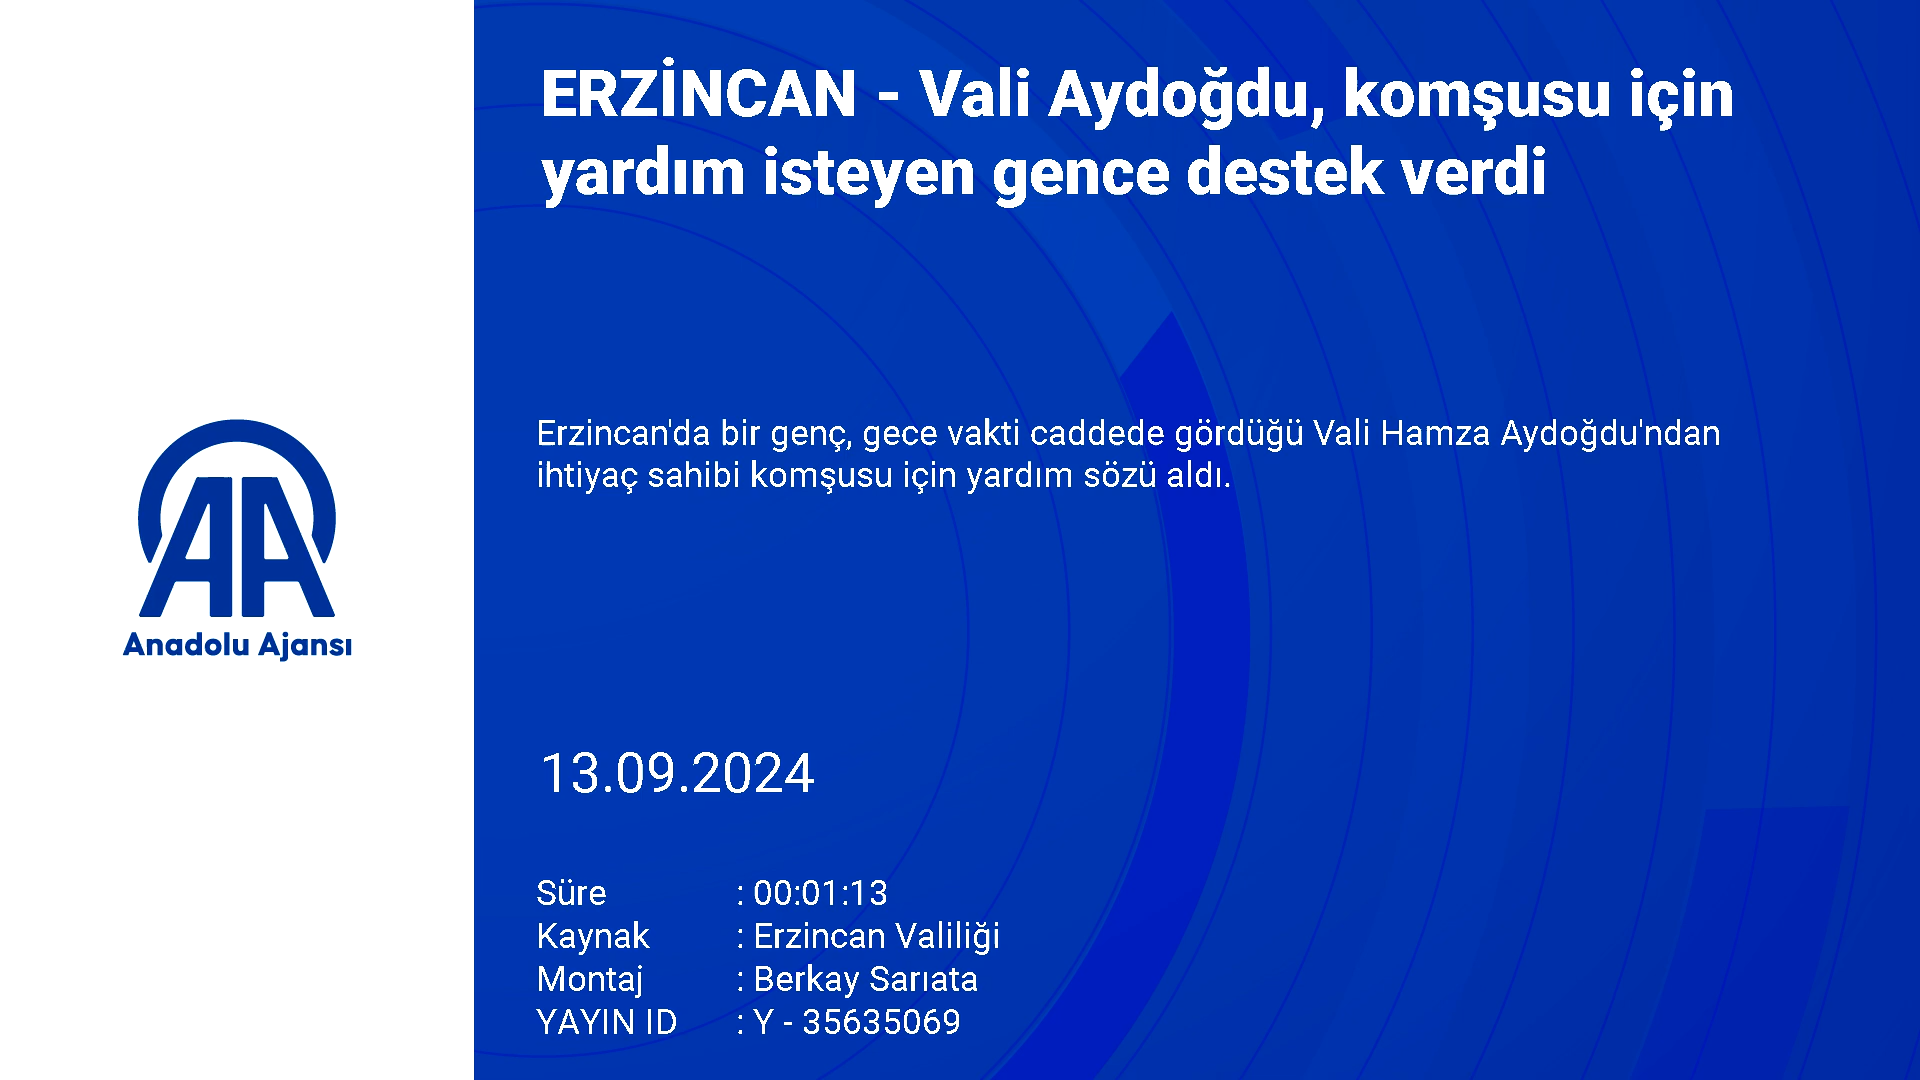 ERZİNCAN - Vali Aydoğdu, komşusu için
yardım isteyen gence destek verdi
Erzincan'da bir genç, gece vakti caddede gördüğü Vali Hamza Aydoğdu'ndan
ihtiyaç sahibi komşusu için yardım sözü aldı.
AA
Anadolu Ajansı
13.09.2024
Süre : 00:01:13
Kaynak : Erzincan Valiliği
Montaj : Berkay Sarıata
YAYIN ID : Y - 35635069